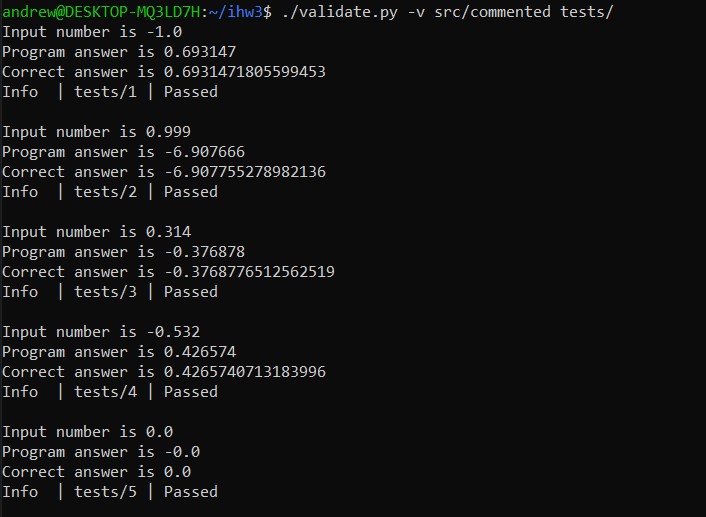 andrew@DESKTOP-MQ3LD7H:~/ihw3$ ./validate.py -v src/commented tests/
Input number is -1.0
Program answer is 0.693147
Correct answer is 0.6931471805599453
Info  | tests/1 | Passed

Input number is 0.999
Program answer is -6.907666
Correct answer is -6.907755278982136
Info  | tests/2 | Passed

Input number is 0.314
Program answer is -0.376878
Correct answer is -0.3768776512562519
Info  | tests/3 | Passed

Input number is -0.532
Program answer is 0.426574
Correct answer is 0.4265740713183996
Info  | tests/4 | Passed

Input number is 0.0
Program answer is -0.0
Correct answer is 0.0
Info  | tests/5 | Passed